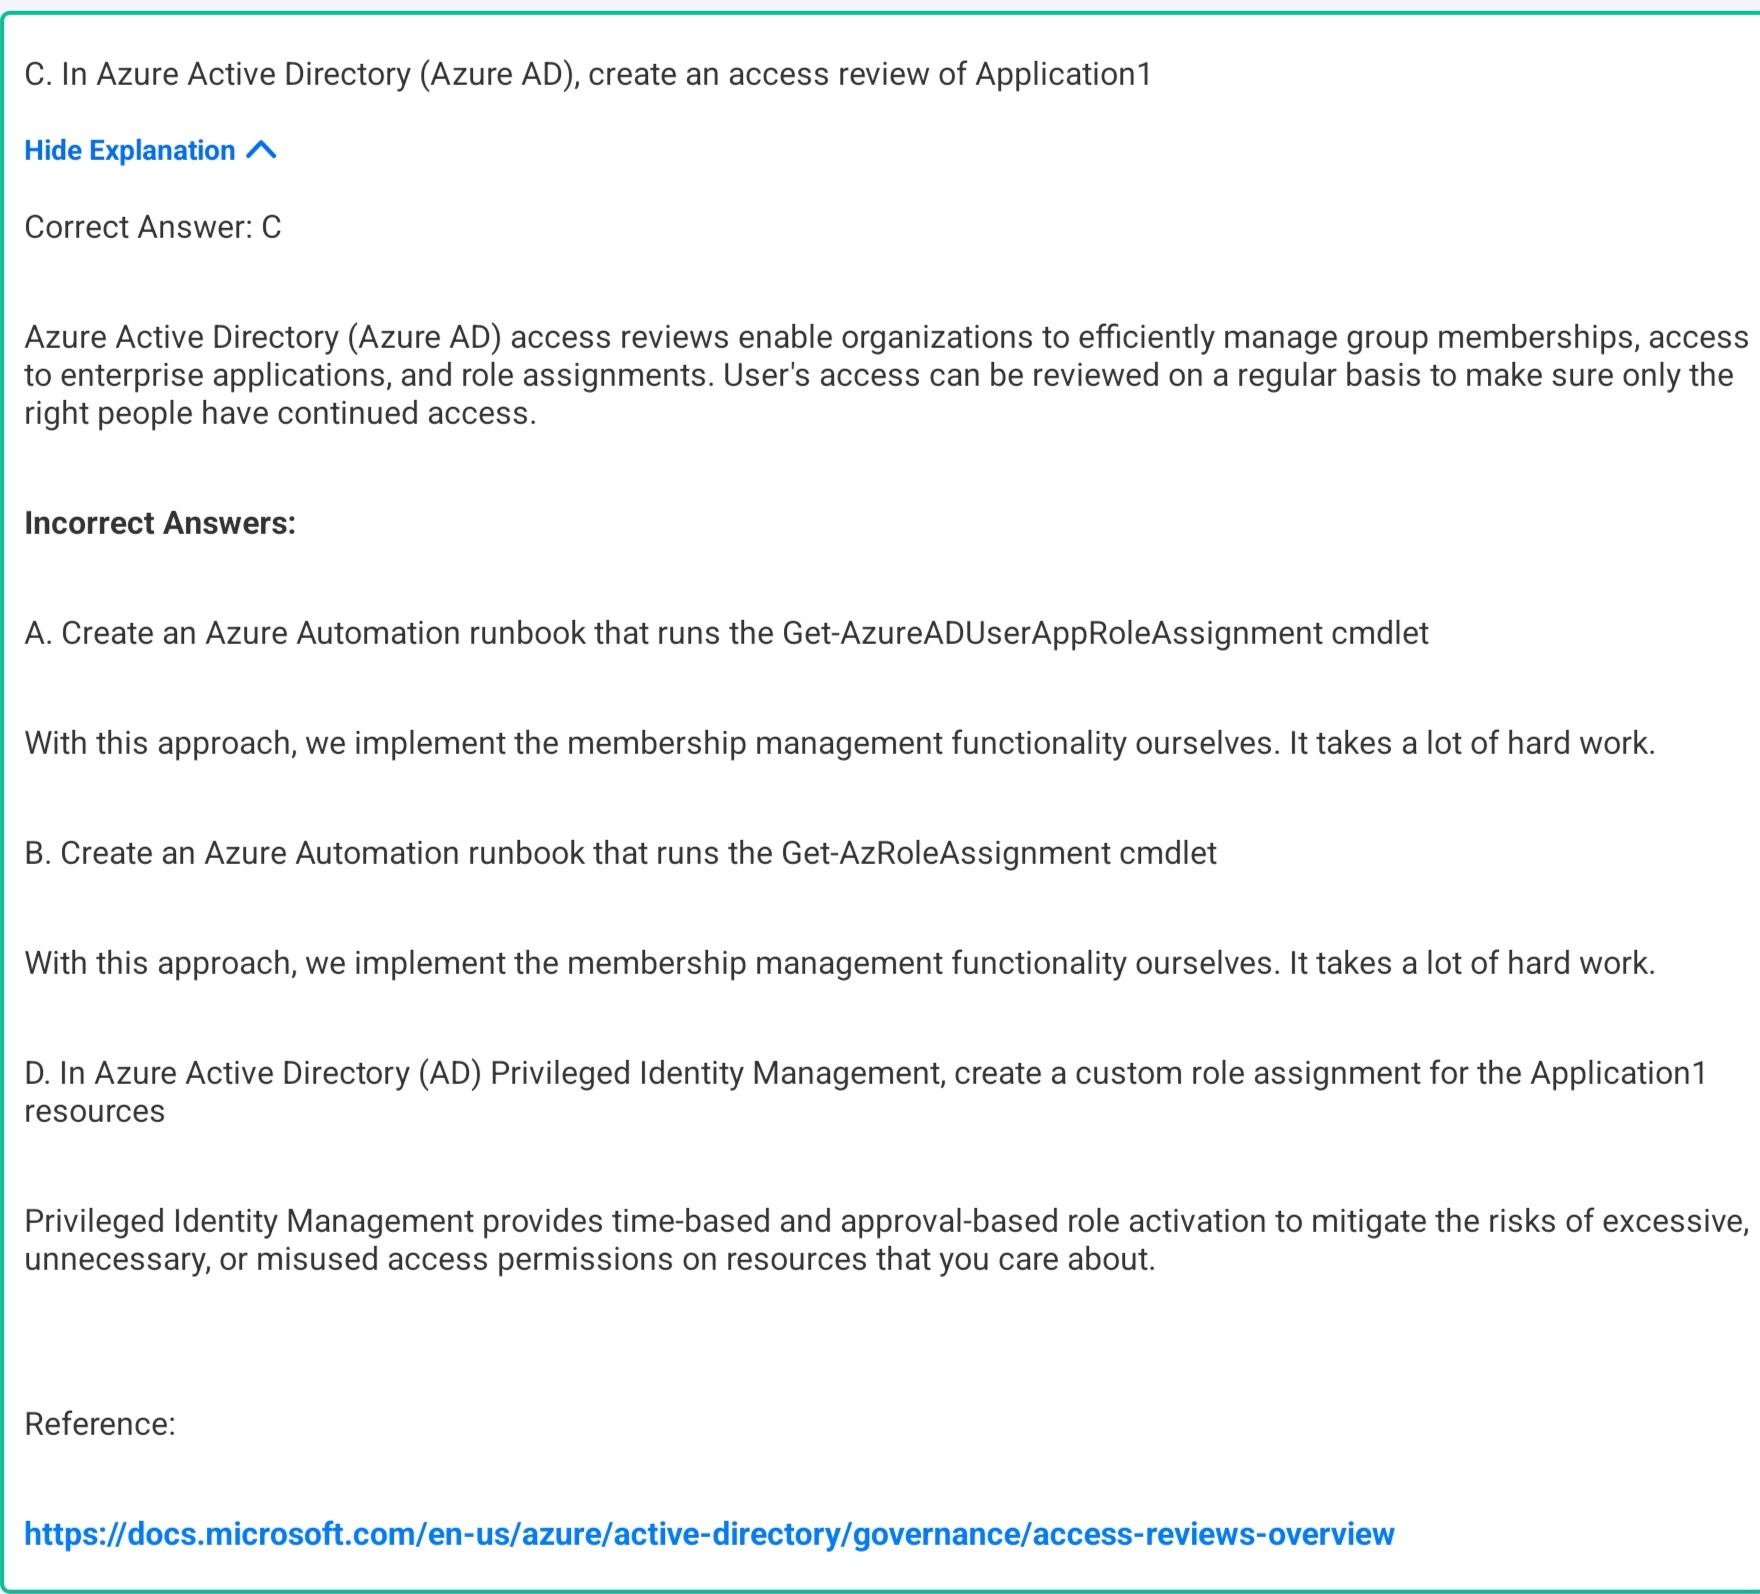 C. In Azure Active Directory (Azure AD), create an access review of Application1
Hide Explanation
Correct Answer: C
Azure Active Directory (Azure AD) access reviews enable organizations to efficiently manage group memberships, access
to enterprise applications, and role assignments. User's access can be reviewed on a regular basis to make sure only the
right people have continued access.
Incorrect Answers:
A. Create an Azure Automation runbook that runs the Get-AzureADUserAppRoleAssignment cmdlet
With this approach, we implement the membership management functionality ourselves. It takes a lot of hard work.
B. Create an Azure Automation runbook that runs the Get-AzRoleAssignment cmdlet
With this approach, we implement the membership management functionality ourselves. It takes a lot of hard work.
D. In Azure Active Directory (AD) Privileged Identity Management, create a custom role assignment for the Application1
resources
Privileged Identity Management provides time-based and approval-based role activation to mitigate the risks of excessive,
unnecessary, or misused access permissions on resources that you care about.
Reference:
https://docs.microsoft.com/en-us/azure/active-directory/governance/access-reviews-overview